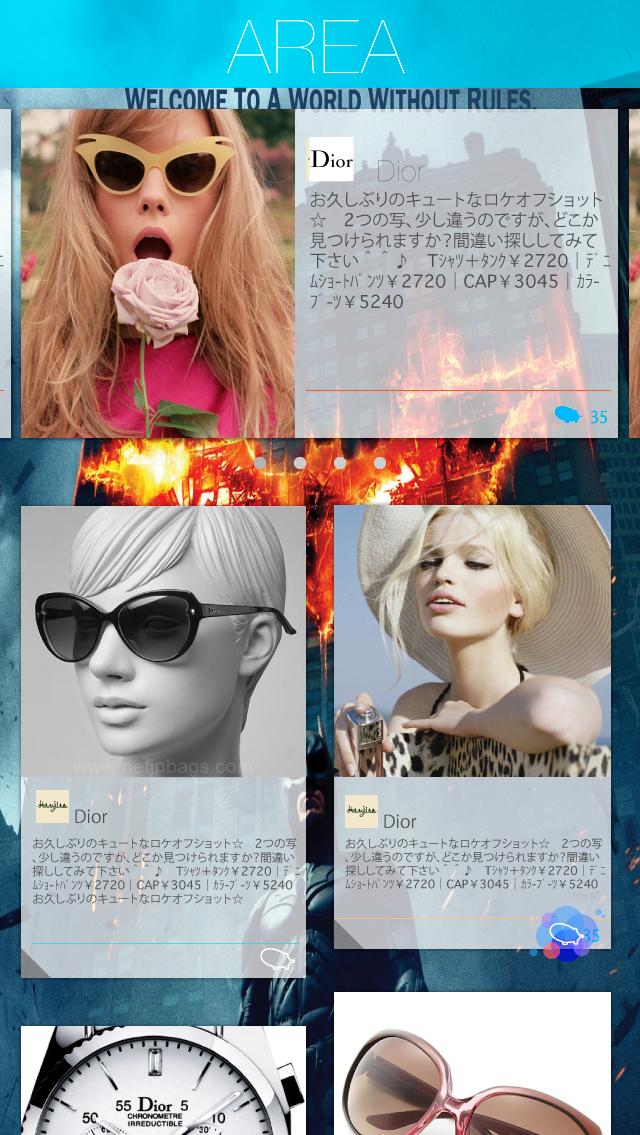 AREA
WELCOME TO A WORLD WITHOUT RULES.
Dior Dior
お久しぶりのキュートなロケオフショット
☆　2つの写、少し違うのですが、どこか
見つけられますか？間違い探ししてみて
下さい＾＾♪　Tｼｬﾂ＋ﾀﾝｸ￥2720｜ﾃﾞﾆ
ﾑｼｮｰﾄﾊﾟﾝﾂ￥2720｜CAP￥3045｜ｶﾗｰ
ﾌﾞｰﾂ￥5240
35
www.netjpbags.com
Dior
お久しぶりのキュートなロケオフショット☆　2つの写
、少し違うのですが、どこか見つけられますか？間違い
探ししてみて下さい＾＾♪　Tｼｬﾂ＋ﾀﾝｸ￥2720｜ﾃﾞﾆ
ﾑｼｮｰﾄﾊﾟﾝﾂ￥2720｜CAP￥3045｜ｶﾗｰﾌﾞｰﾂ￥5240
お久しぶりのキュートなロケオフショット☆
Dior
お久しぶりのキュートなロケオフショット☆　2つの写
、少し違うのですが、どこか見つけられますか？間違い
探ししてみて下さい＾＾♪　Tｼｬﾂ＋ﾀﾝｸ￥2720｜ﾃﾞﾆ
ﾑｼｮｰﾄﾊﾟﾝﾂ￥2720｜CAP￥3045｜ｶﾗｰﾌﾞｰﾂ￥5240
35
50 55 Dior 5 10
CHRONOMETRE
IRREDUCTIBLE